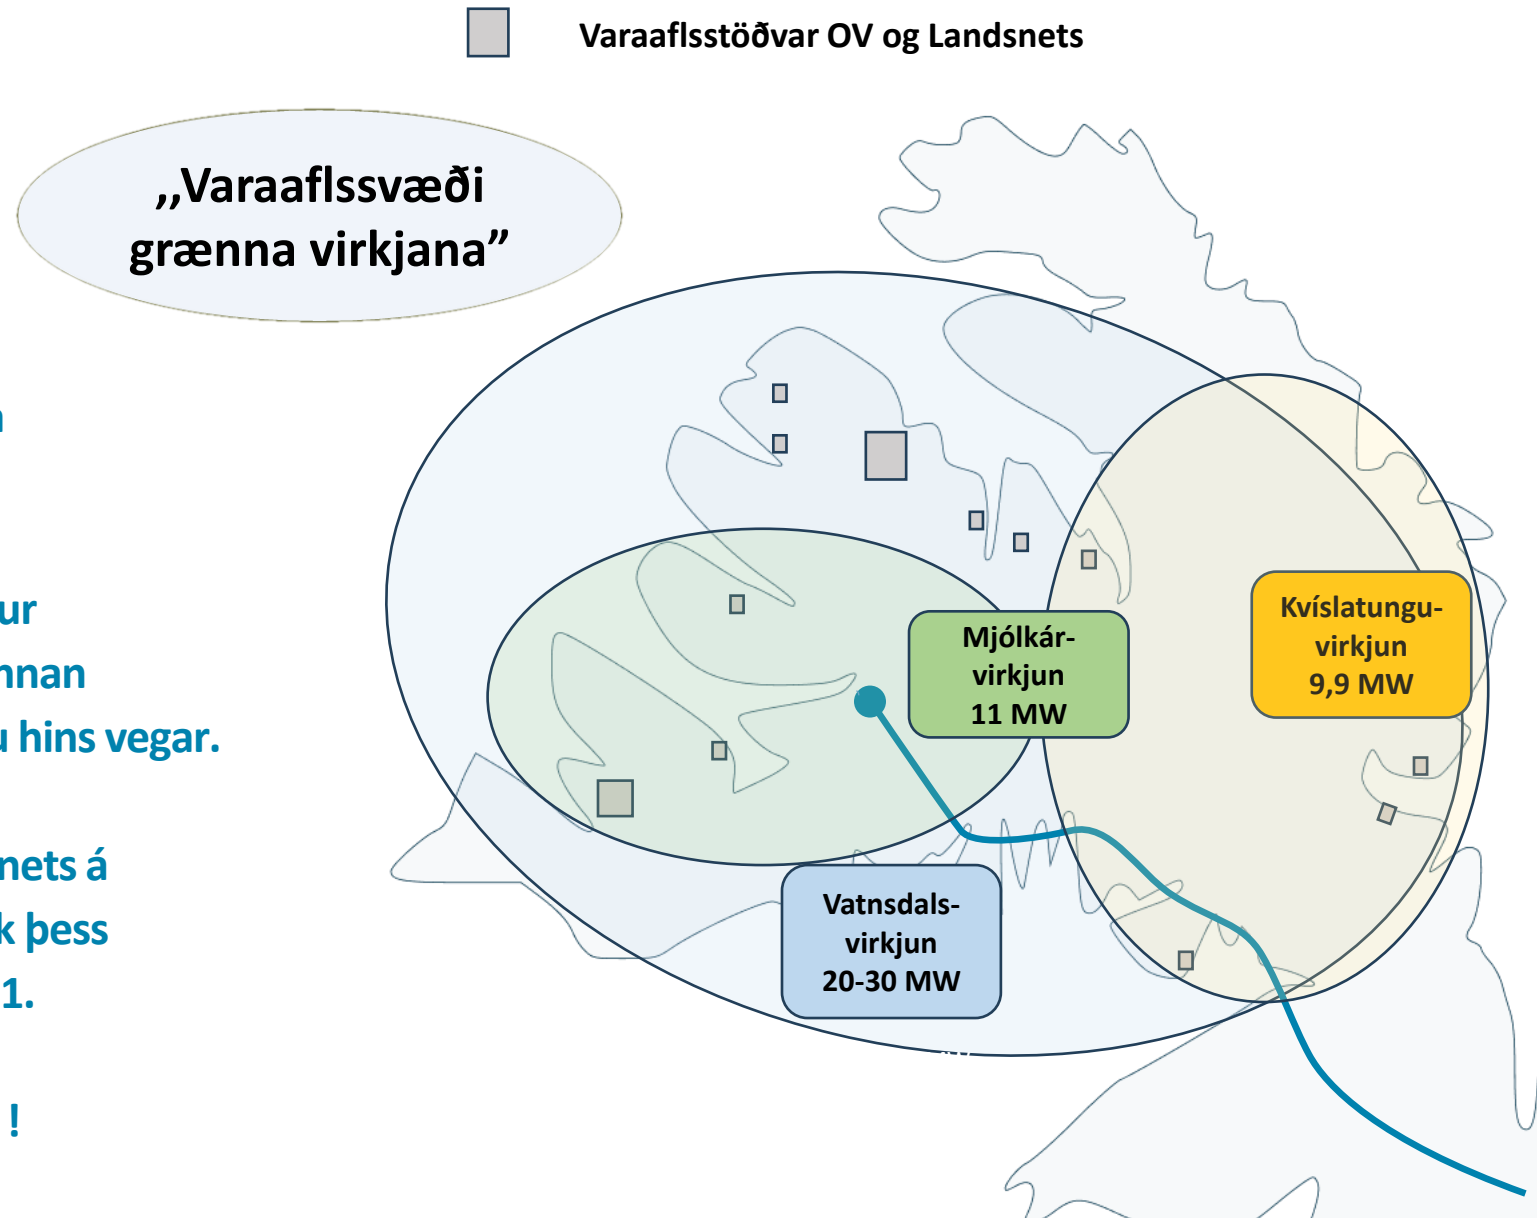 Varaaflsstöðvar OV og Landsnets
,,Varaaflssvæði
grænna virkjana”
ur
nnan
u hins vegar.
nets á
k þess
1.
!
Mjólkár-
virkjun
11 MW
Kvíslatungu-
virkjun
9,9 MW
Vatnsdals-
virkjun
20-30 MW